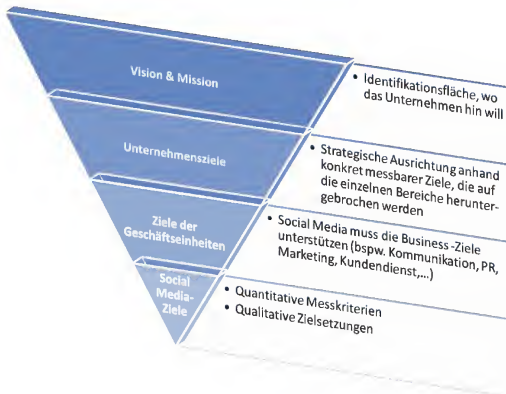 Vision & Mission
• Identifikationsfläche, wo
das Unternehmen hin will
Unternehmensziele
• Strategische Ausrichtung anhand
konkret messbarer Ziele, die auf
die einzelnen Bereiche herunter-
gebrochen werden
Ziele der
Geschäftseinheiten
• Social Media muss die Business -Ziele
unterstützen (bspw. Kommunikation, PR,
Marketing, Kundendienst,...)
Social
Media-
Ziele
• Quantitative Messkriterien
• Qualitative Zielsetzungen